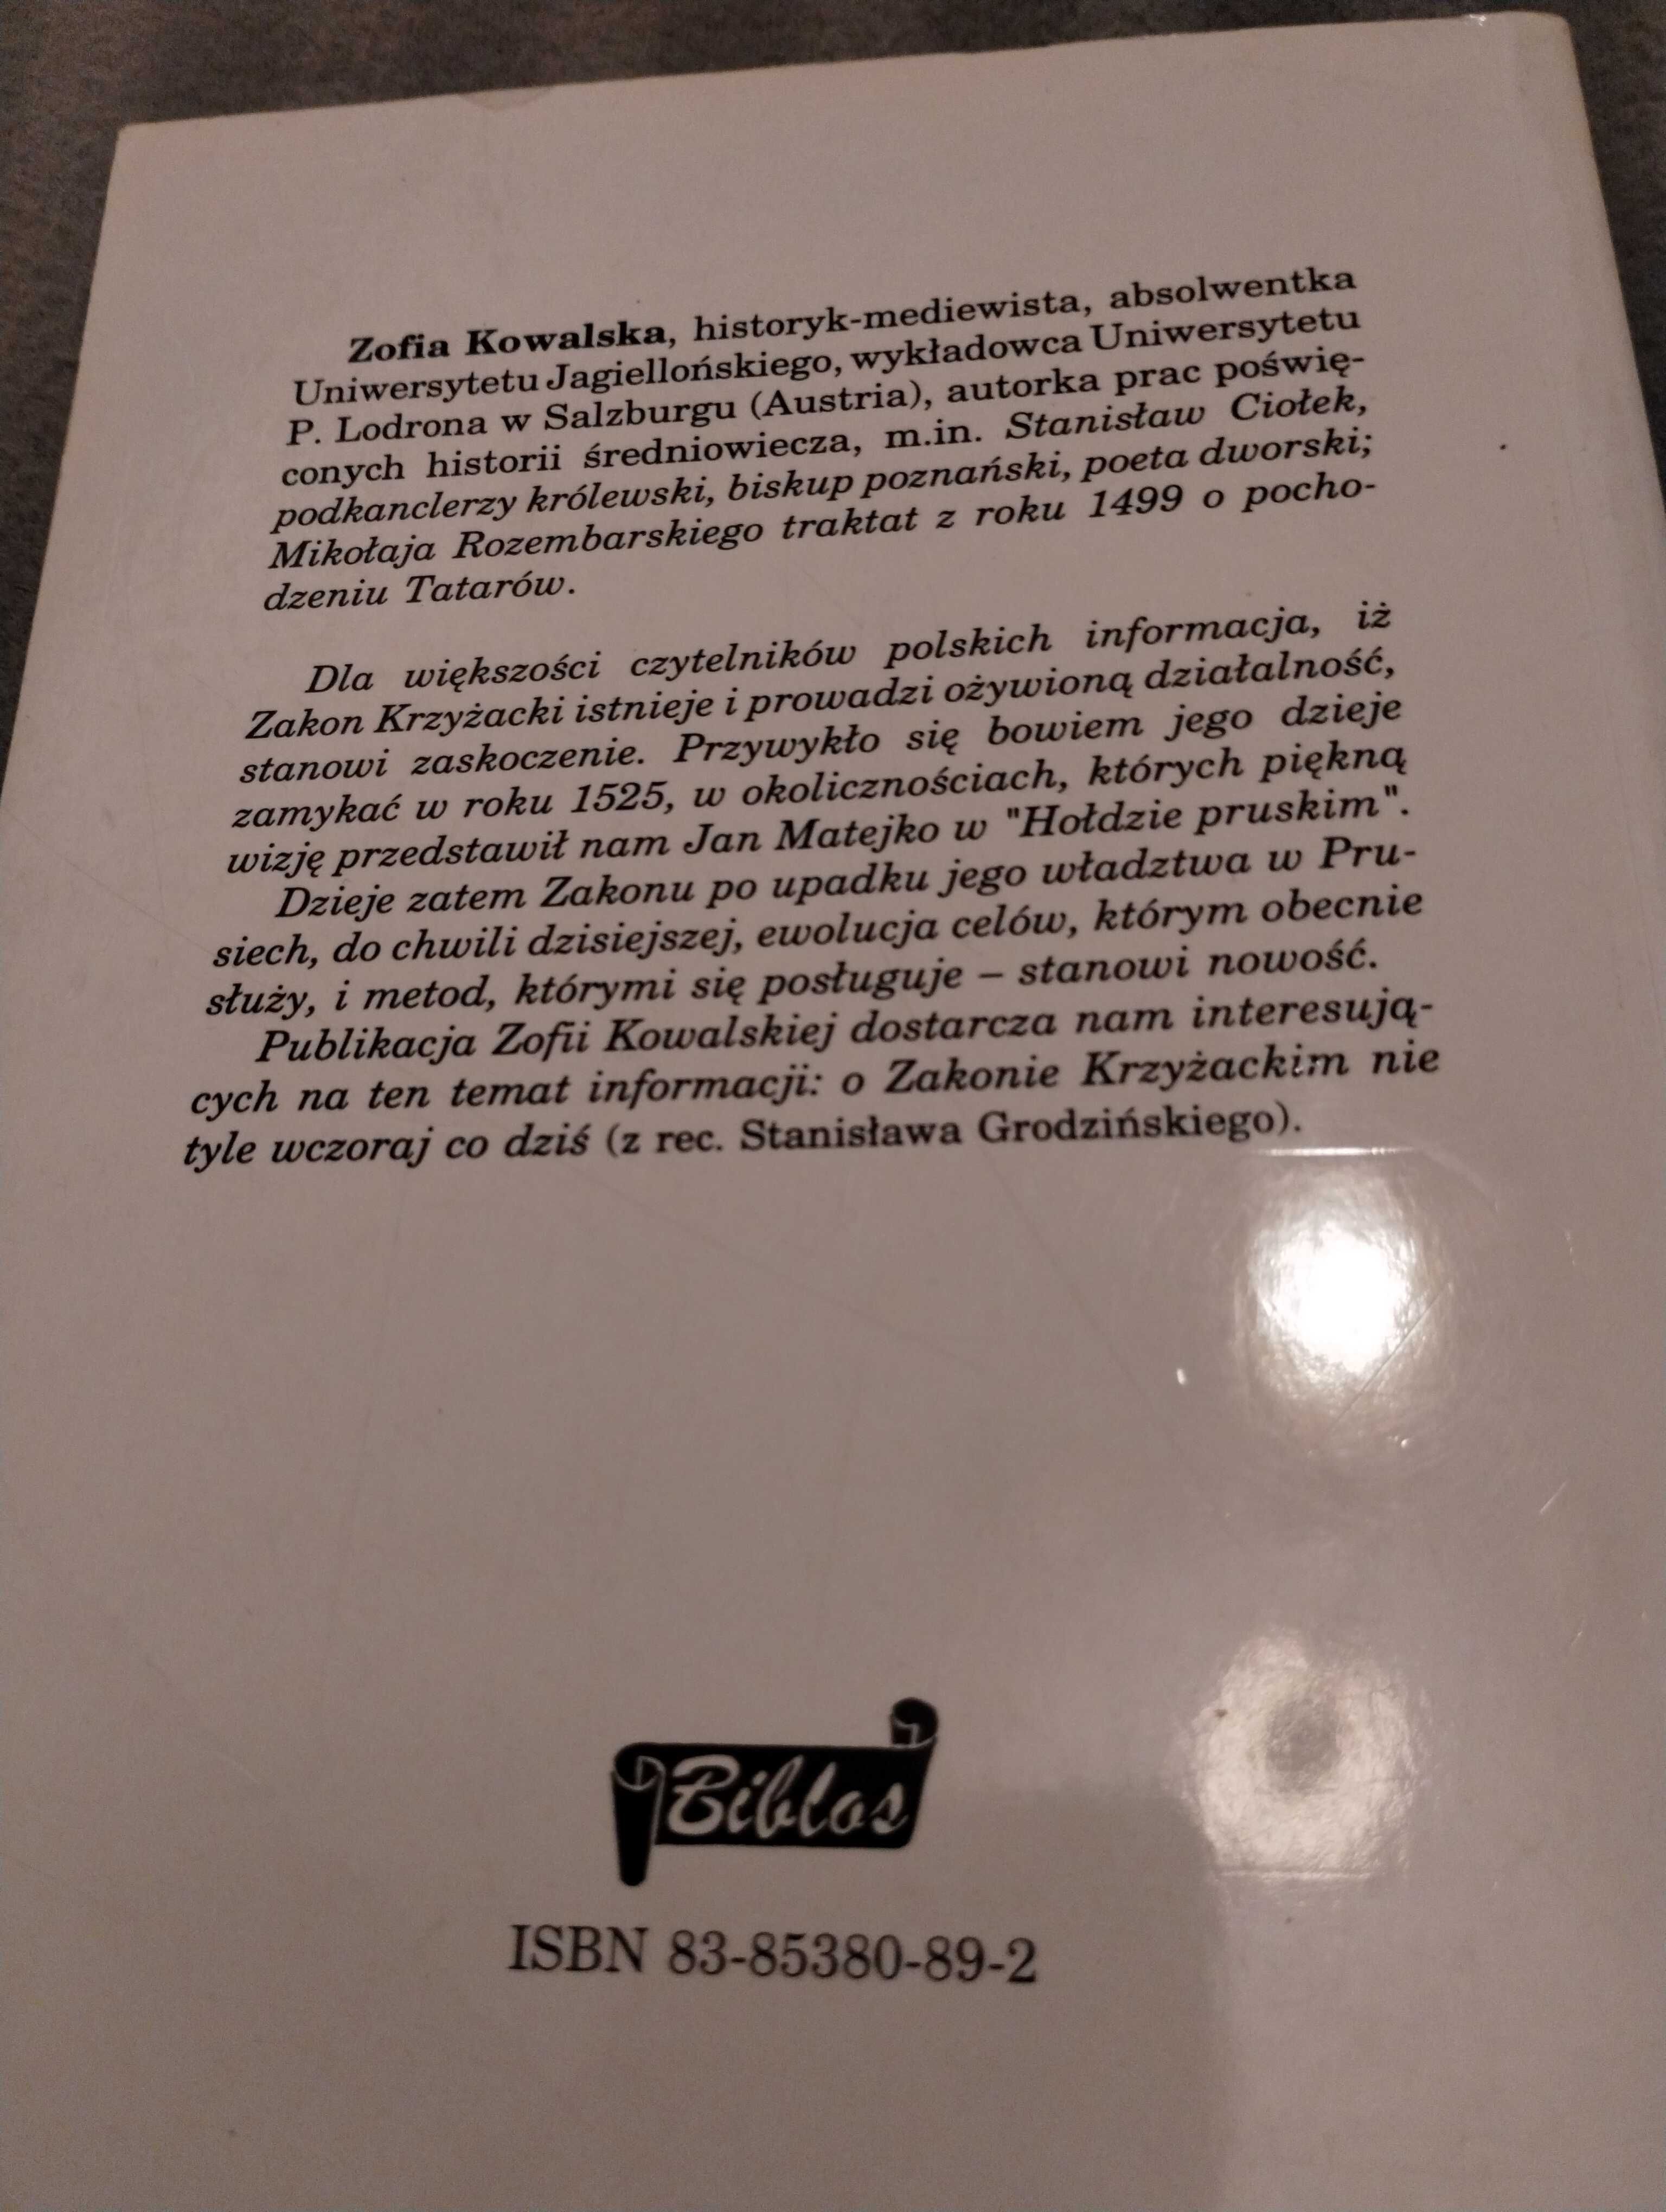 Zofia Kowalska, historyk-mediewista, absolwentka
Uniwersytetu Jagiellońskiego, wykładowca Uniwersytetu
P. Lodrona w Salzburgu (Austria), autorka prac poświę-
conych historii średniowiecza, m.in. Stanisław Ciołek,
podkanclerzy królewski, biskup poznański, poeta dworski;
Mikołaja Rozembarskiego traktat z roku 1499 o pocho-
dzeniu Tatarów.
Dla większości czytelników polskich informacja, iż
Zakon Krzyżacki istnieje i prowadzi ożywioną działalność,
stanowi zaskoczenie. Przywykło się bowiem jego dzieje
zamykać w roku 1525, w okolicznościach, których piękną
wizję przedstawił nam Jan Matejko w "Hołdzie pruskim".
Dzieje zatem Zakonu po upadku jego władztwa w Pru-
siech, do chwili dzisiejszej, ewolucja celów, którym obecnie
służy, i metod, którymi się posługuje – stanowi nowość.
Publikacja Zofii Kowalskiej dostarcza nam interesują-
cych na ten temat informacji: o Zakonie Krzyżackim nie
tyle wczoraj co dziś (z rec. Stanisława Grodzińskiego).
Biblos
ISBN 83-85380-89-2